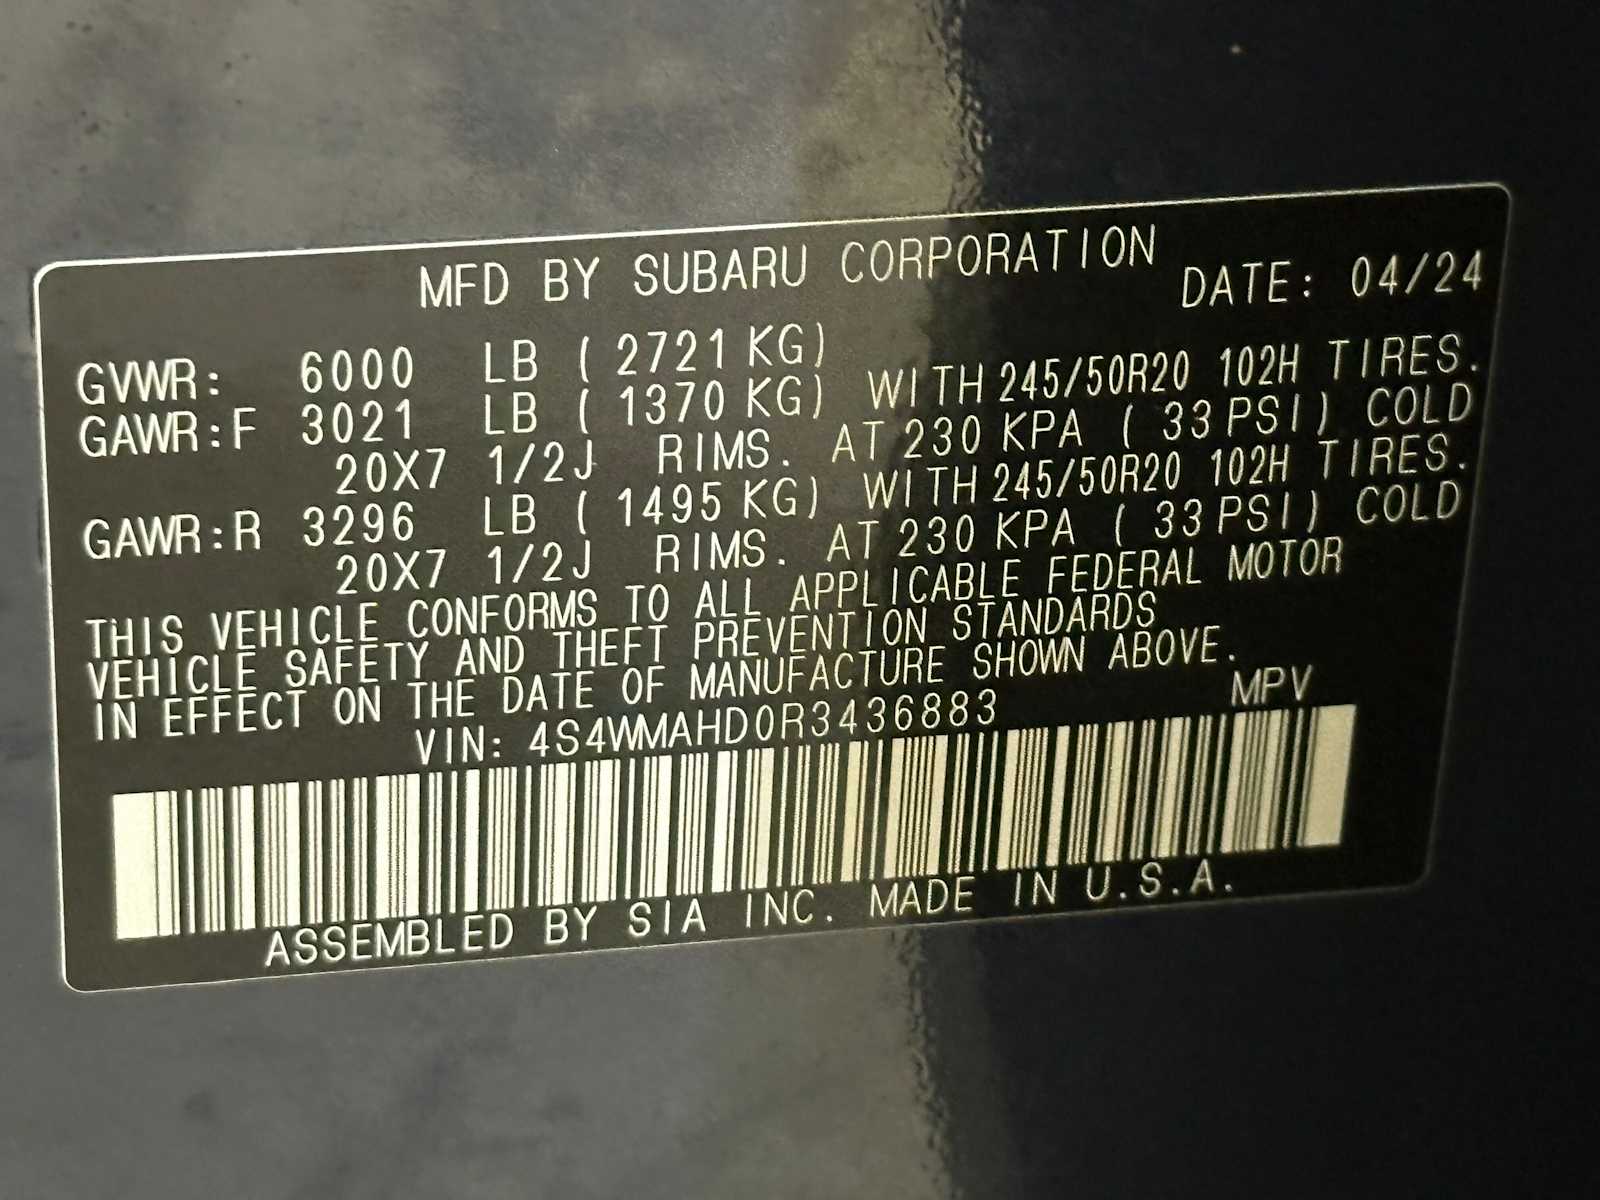 MFD BY SUBARU CORPORATION DATE: 04/24
GVWR: 6000 LB ( 2721 KG)
GAWR:F 3021 LB ( 1370 KG) WITH 245/50R20 102H TIRES.
20X7 1/2J RIMS. AT 230 KPA ( 33 PSI) COLD
GAWR:R 3296 LB ( 1495 KG) WITH 245/50R20 102H TIRES.
20X7 1/2J RIMS. AT 230 KPA ( 33 PSI) COLD
THIS VEHICLE CONFORMS TO ALL APPLICABLE FEDERAL MOTOR
VEHICLE SAFETY AND THEFT PREVENTION STANDARDS
IN EFFECT ON THE DATE OF MANUFACTURE SHOWN ABOVE.
VIN: 4S4WMAHD0R3436883 MPV
ASSEMBLED BY SIA INC. MADE IN U.S.A.